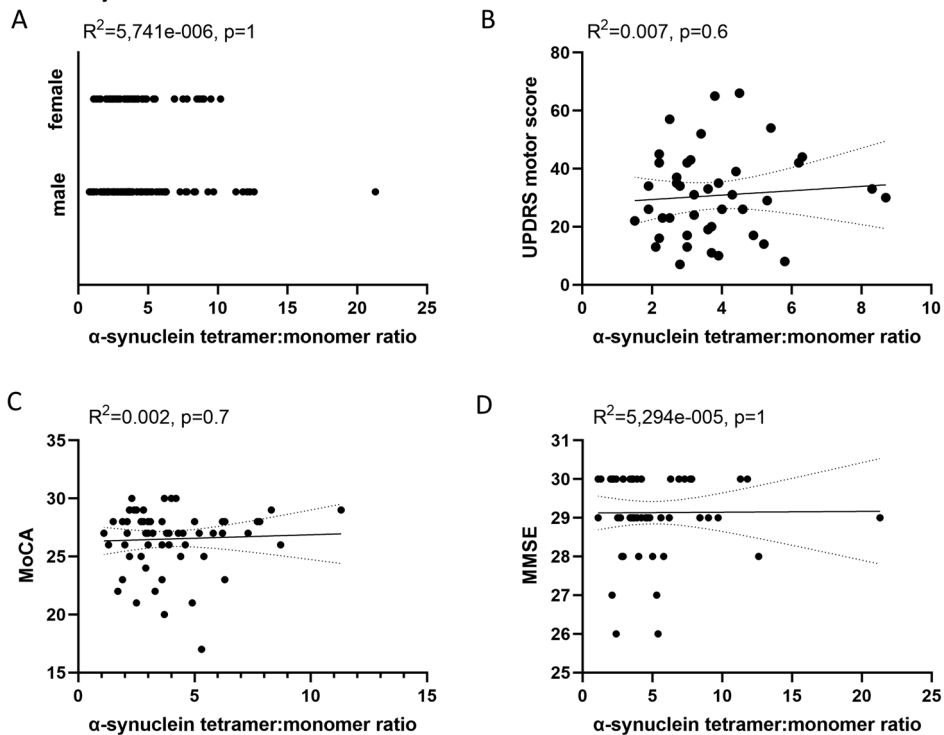 A
R²=5,741e-006, p=1
female
male
0 5 10 15 20 25
α-synuclein tetramer:monomer ratio
B
R²=0.007, p=0.6
UPDRS motor score
80
60
40
20
0
0 2 4 6 8 10
α-synuclein tetramer:monomer ratio
C
R²=0.002, p=0.7
MoCA
35
30
25
20
15
0 5 10 15
α-synuclein tetramer:monomer ratio
D
R²=5,294e-005, p=1
MMSE
31
30
29
28
27
26
25
0 5 10 15 20 25
α-synuclein tetramer:monomer ratio